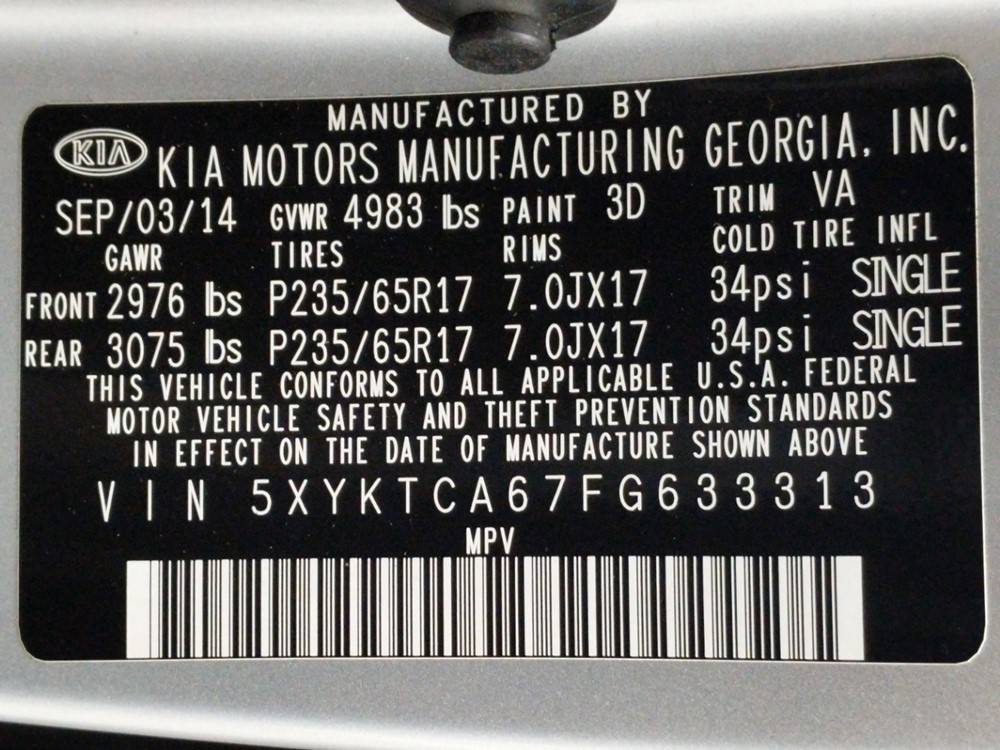 MANUFACTURED BY
KIA KIA MOTORS MANUFACTURING GEORGIA, INC.
SEP/03/14 GVWR 4983 lbs PAINT 3D TRIM VA
GAWR TIRES RIMS COLD TIRE INFL
FRONT 2976 lbs P235/65R17 7.0JX17 34psi SINGLE
REAR 3075 lbs P235/65R17 7.0JX17 34psi SINGLE
THIS VEHICLE CONFORMS TO ALL APPLICABLE U.S.A. FEDERAL
MOTOR VEHICLE SAFETY AND THEFT PREVENTION STANDARDS
IN EFFECT ON THE DATE OF MANUFACTURE SHOWN ABOVE
VIN 5XYKTCA67FG633313
MPV